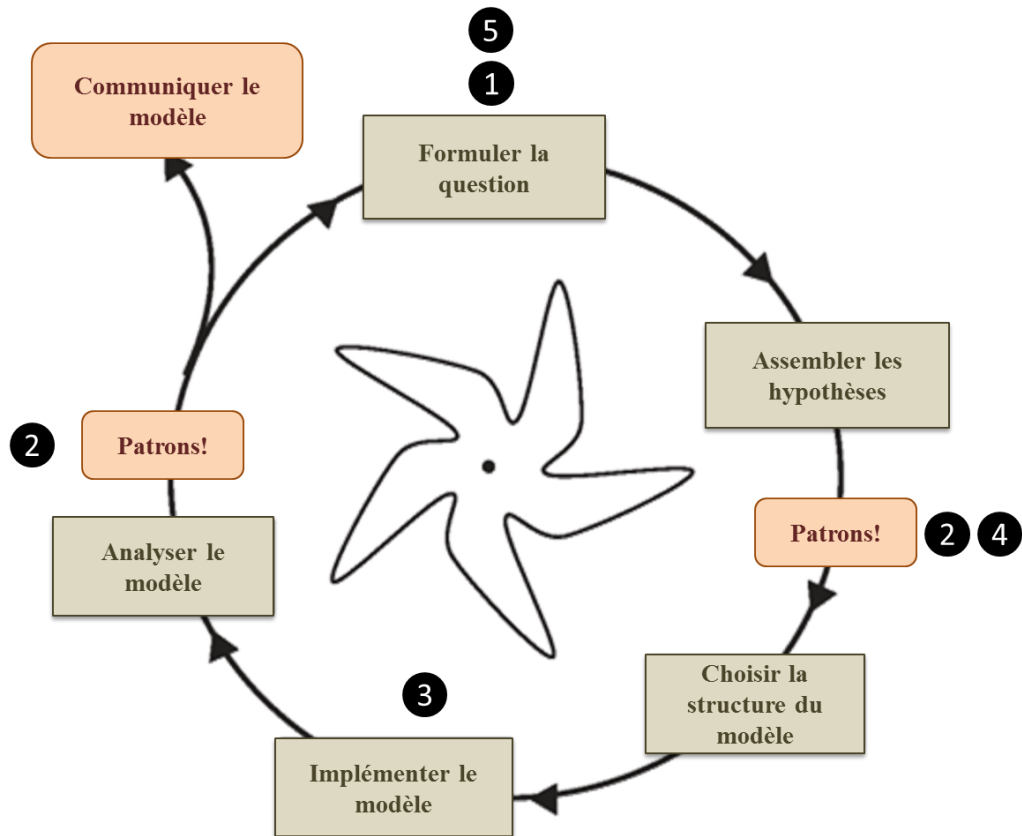 5
1
Communiquer le
modèle
Formuler la
question
Assembler les
hypothèses
Patrons!
2 4
Choisir la
structure du
modèle
3
Implémenter le
modèle
Analyser le
modèle
2
Patrons!